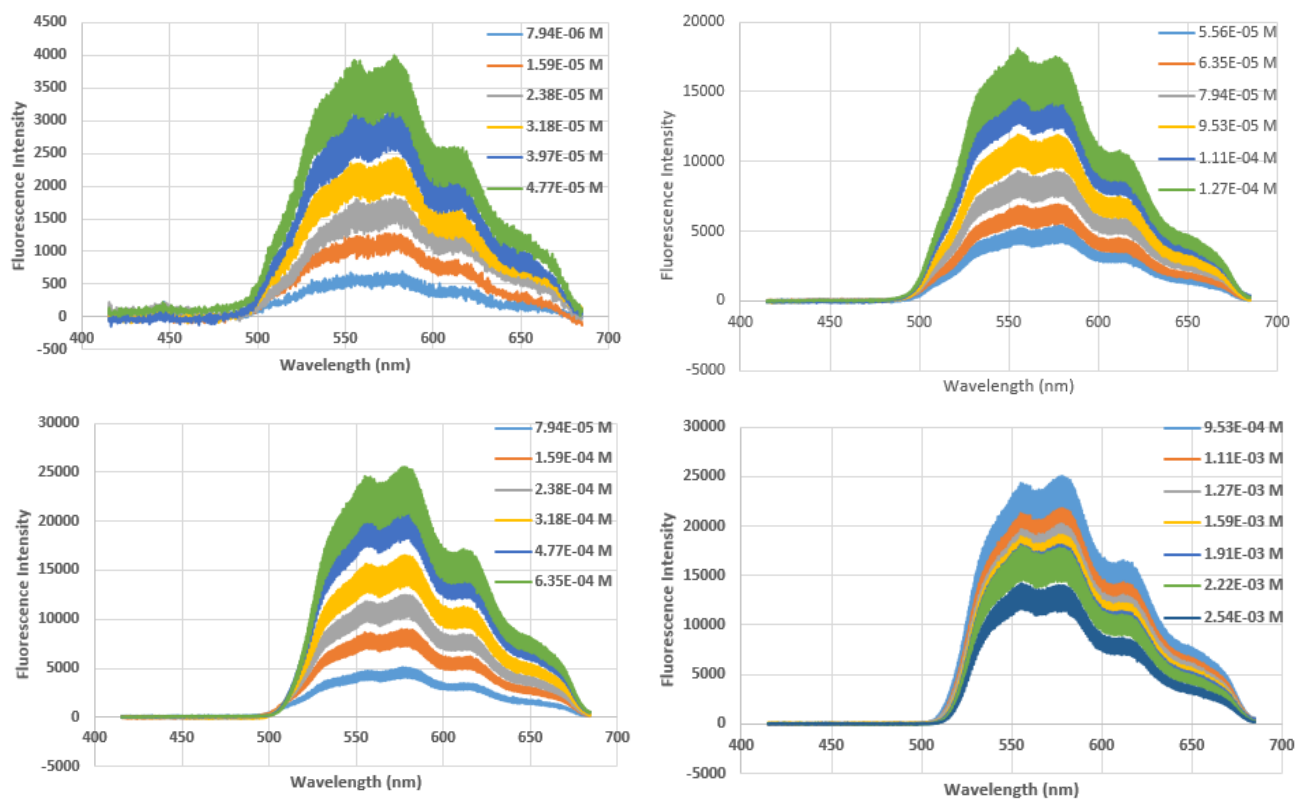 4500
4000
3500
3000
2500
2000
1500
1000
500
0
-500
400
450
500
550
600
650
700
Fluorescence Intensity
Wavelength (nm)
7.94E-06 M
1.59E-05 M
2.38E-05 M
3.18E-05 M
3.97E-05 M
4.77E-05 M
20000
15000
10000
5000
0
-5000
400
450
500
550
600
650
700
Fluorescence Intensity
Wavelength (nm)
5.56E-05 M
6.35E-05 M
7.94E-05 M
9.53E-05 M
1.11E-04 M
1.27E-04 M
30000
25000
20000
15000
10000
5000
0
-5000
400
450
500
550
600
650
700
Fluorescence Intensity
Wavelength (nm)
7.94E-05 M
1.59E-04 M
2.38E-04 M
3.18E-04 M
4.77E-04 M
6.35E-04 M
30000
25000
20000
15000
10000
5000
0
-5000
400
450
500
550
600
650
700
Fluorescence Intensity
Wavelength (nm)
9.53E-04 M
1.11E-03 M
1.27E-03 M
1.59E-03 M
1.91E-03 M
2.22E-03 M
2.54E-03 M